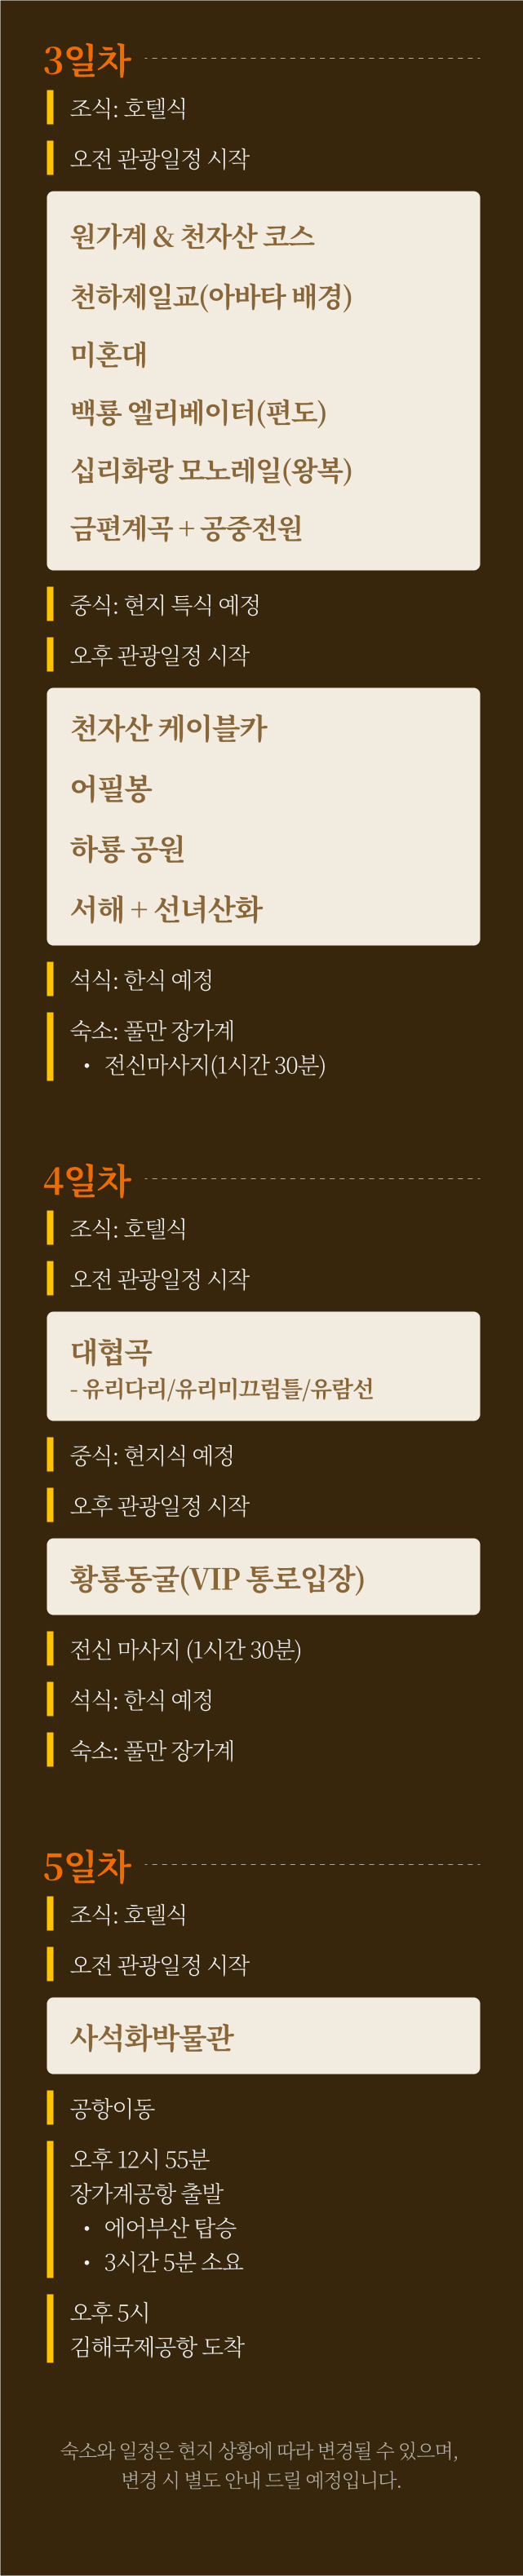 3일차
조식: 호텔식
오전 관광일정 시작
원가계 & 천자산 코스
천하제일교(아바타 배경)
미혼대
백룡 엘리베이터(편도)
십리화랑 모노레일(왕복)
금편계곡 + 공중전원
중식: 현지 특식 예정
오후 관광일정 시작
천자산 케이블카
어필봉
하룡 공원
서해 + 선녀산화
석식: 한식 예정
숙소: 풀만 장가계
• 전신마사지(1시간 30분)
4일차
조식: 호텔식
오전 관광일정 시작
대협곡
- 유리다리/유리미끄럼틀/유람선
중식: 현지식 예정
오후 관광일정 시작
황룡동굴(VIP 통로입장)
전신 마사지 (1시간 30분)
석식: 한식 예정
숙소: 풀만 장가계
5일차
조식: 호텔식
오전 관광일정 시작
사석화박물관
공항이동
오후 12시 55분
장가계공항 출발
• 에어부산 탑승
• 3시간 5분 소요
오후 5시
김해국제공항 도착
숙소와 일정은 현지 상황에 따라 변경될 수 있으며,
변경 시 별도 안내 드릴 예정입니다.